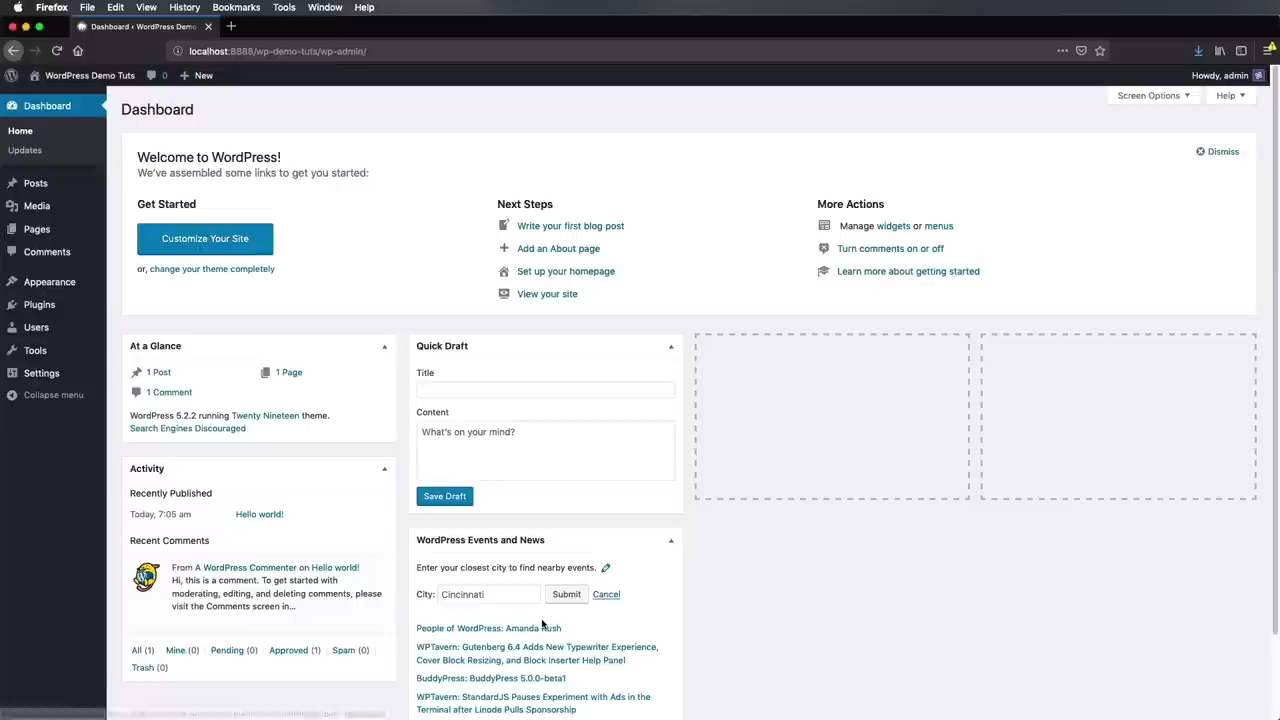 Firefox File Edit View History Bookmarks Tools Window Help
Dashboard ‹ WordPress Demo
localhost:8888/wp-demo-tuts/wp-admin/
WordPress Demo Tuts 0 New
Howdy, admin
Screen Options
Help
Dashboard
Home
Updates
Posts
Media
Pages
Comments
Appearance
Plugins
Users
Tools
Settings
Collapse menu
Dashboard
Welcome to WordPress!
We've assembled some links to get you started:
Dismiss
Get Started
Customize Your Site
or, change your theme completely
Next Steps
Write your first blog post
Add an About page
Set up your homepage
View your site
More Actions
Manage widgets or menus
Turn comments on or off
Learn more about getting started
At a Glance
1 Post
1 Page
1 Comment
WordPress 5.2.2 running Twenty Nineteen theme.
Search Engines Discouraged
Activity
Recently Published
Today, 7:05 am Hello world!
Recent Comments
From A WordPress Commenter on Hello world!
Hi, this is a comment. To get started with
moderating, editing, and deleting comments, please
visit the Comments screen in...
All (1) Mine (0) Pending (0) Approved (1) Spam (0)
Trash (0)
Quick Draft
Title
Content
What's on your mind?
Save Draft
WordPress Events and News
Enter your closest city to find nearby events.
City: Cincinnati Submit Cancel
People of WordPress: Amanda Rush
WPTavern: Gutenberg 6.4 Adds New Typewriter Experience,
Cover Block Resizing, and Block Inserter Help Panel
BuddyPress: BuddyPress 5.0.0-beta1
WPTavern: StandardJS Pauses Experiment with Ads in the
Terminal after Linode Pulls Sponsorship